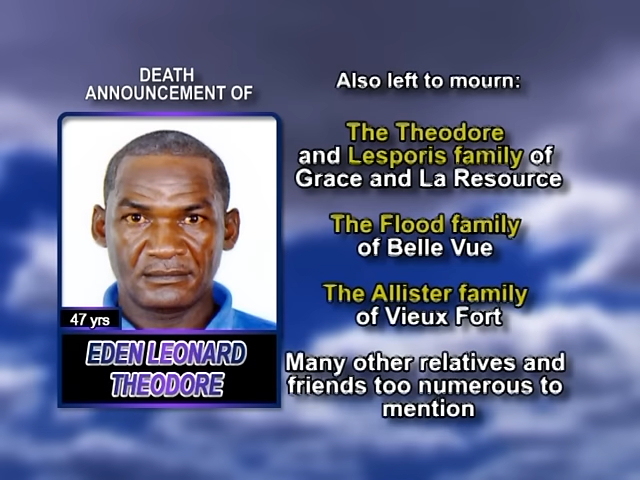 DEATH
ANNOUNCEMENT OF
47 yrs
EDEN LEONARD
THEODORE
Also left to mourn:
The Theodore
and Lesporis family of
Grace and La Resource
The Flood family
of Belle Vue
The Allister family
of Vieux Fort
Many other relatives and
friends too numerous to
mention